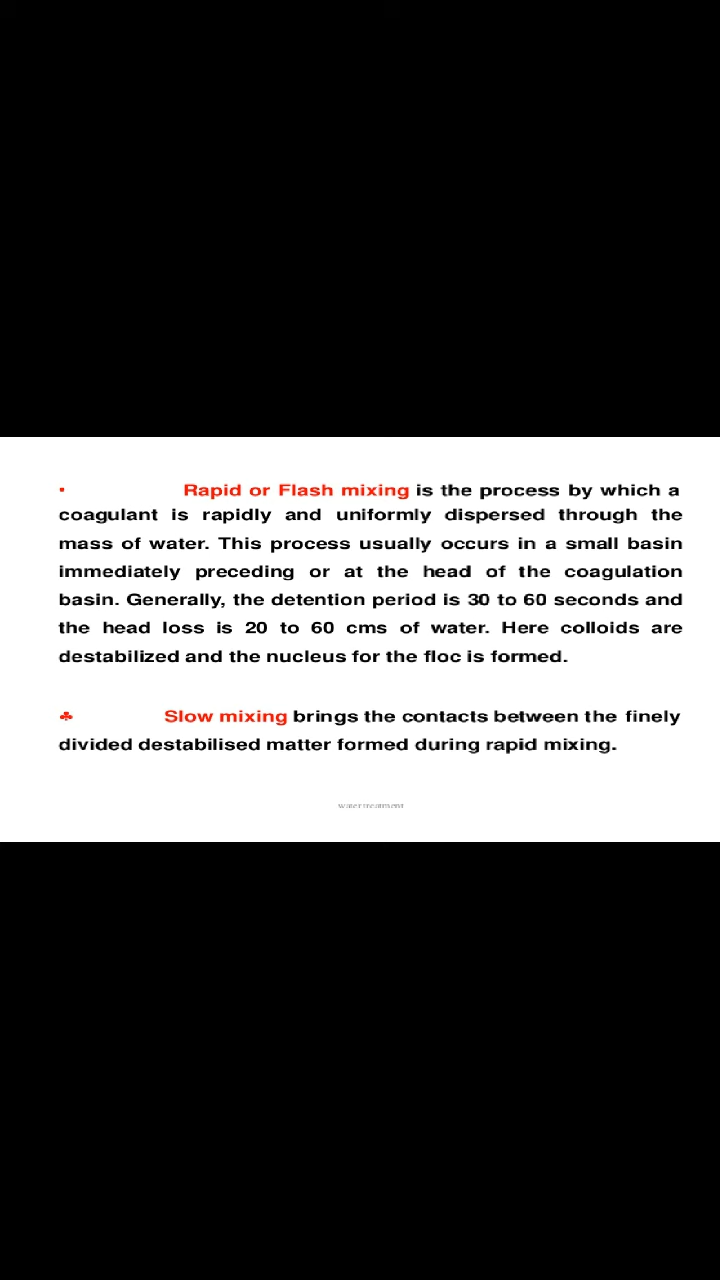 • Rapid or Flash mixing is the process by which a
coagulant is rapidly and uniformly dispersed through the
mass of water. This process usually occurs in a small basin
immediately preceding or at the head of the coagulation
basin. Generally, the detention period is 30 to 60 seconds and
the head loss is 20 to 60 cms of water. Here colloids are
destabilized and the nucleus for the floc is formed.
♣ Slow mixing brings the contacts between the finely
divided destabilised matter formed during rapid mixing.
water treatment